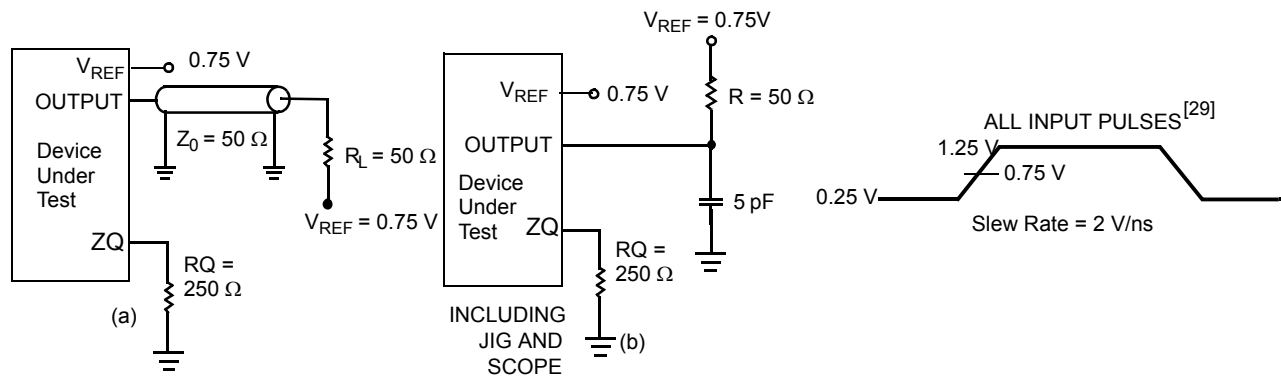 V_REF 0.75 V
OUTPUT
Z_0 = 50 Ω
Device
Under
Test
R_L = 50 Ω
V_REF = 0.75 V
ZQ
RQ =
250 Ω
(a)
V_REF = 0.75V
V_REF 0.75 V
R = 50 Ω
OUTPUT
Device
Under
Test
5 pF
ZQ
RQ =
250 Ω
INCLUDING
JIG AND
SCOPE
(b)
ALL INPUT PULSES[29]
1.25 V
0.75 V
0.25 V
Slew Rate = 2 V/ns